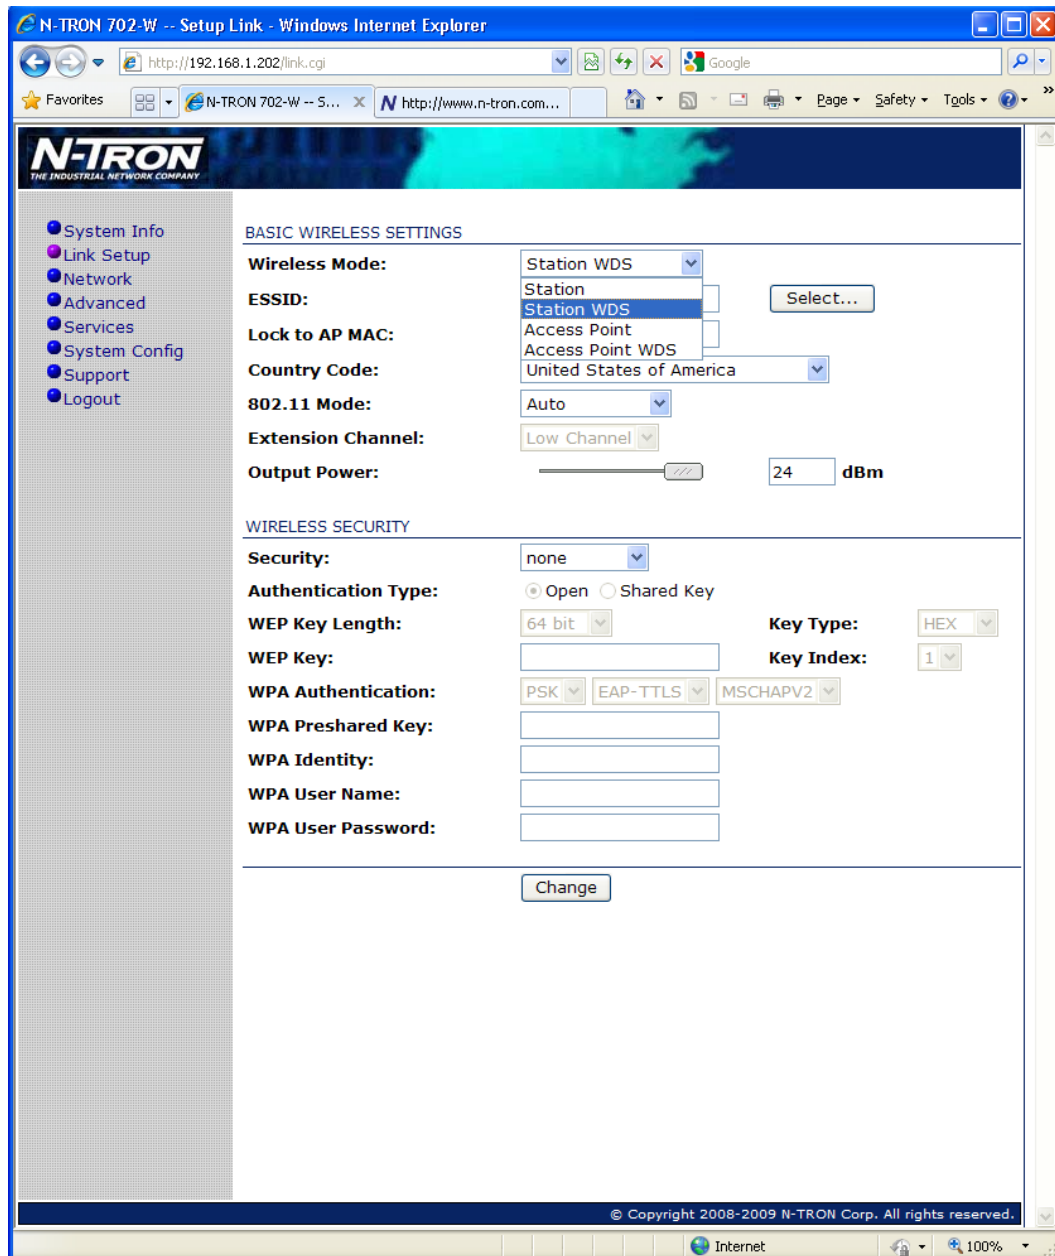 N-TRON 702-W -- Setup Link - Windows Internet Explorer
http://192.168.1.202/link.cgi
Google
Favorites
N-TRON 702-W -- S...
http://www.n-tron.com...
Page
Safety
Tools
»
N-TRON
THE INDUSTRIAL NETWORK COMPANY
System Info
Link Setup
Network
Advanced
Services
System Config
Support
Logout
BASIC WIRELESS SETTINGS
Wireless Mode: Station WDS
Station
Station WDS
Access Point
Access Point WDS
ESSID: Select...
Lock to AP MAC:
Country Code: United States of America
802.11 Mode: Auto
Extension Channel: Low Channel
Output Power: 24 dBm
WIRELESS SECURITY
Security: none
Authentication Type: Open Shared Key
WEP Key Length: 64 bit Key Type: HEX
WEP Key: Key Index: 1
WPA Authentication: PSK EAP-TTLS MSCHAPV2
WPA Preshared Key:
WPA Identity:
WPA User Name:
WPA User Password:
Change
© Copyright 2008-2009 N-TRON Corp. All rights reserved.
Internet
100%